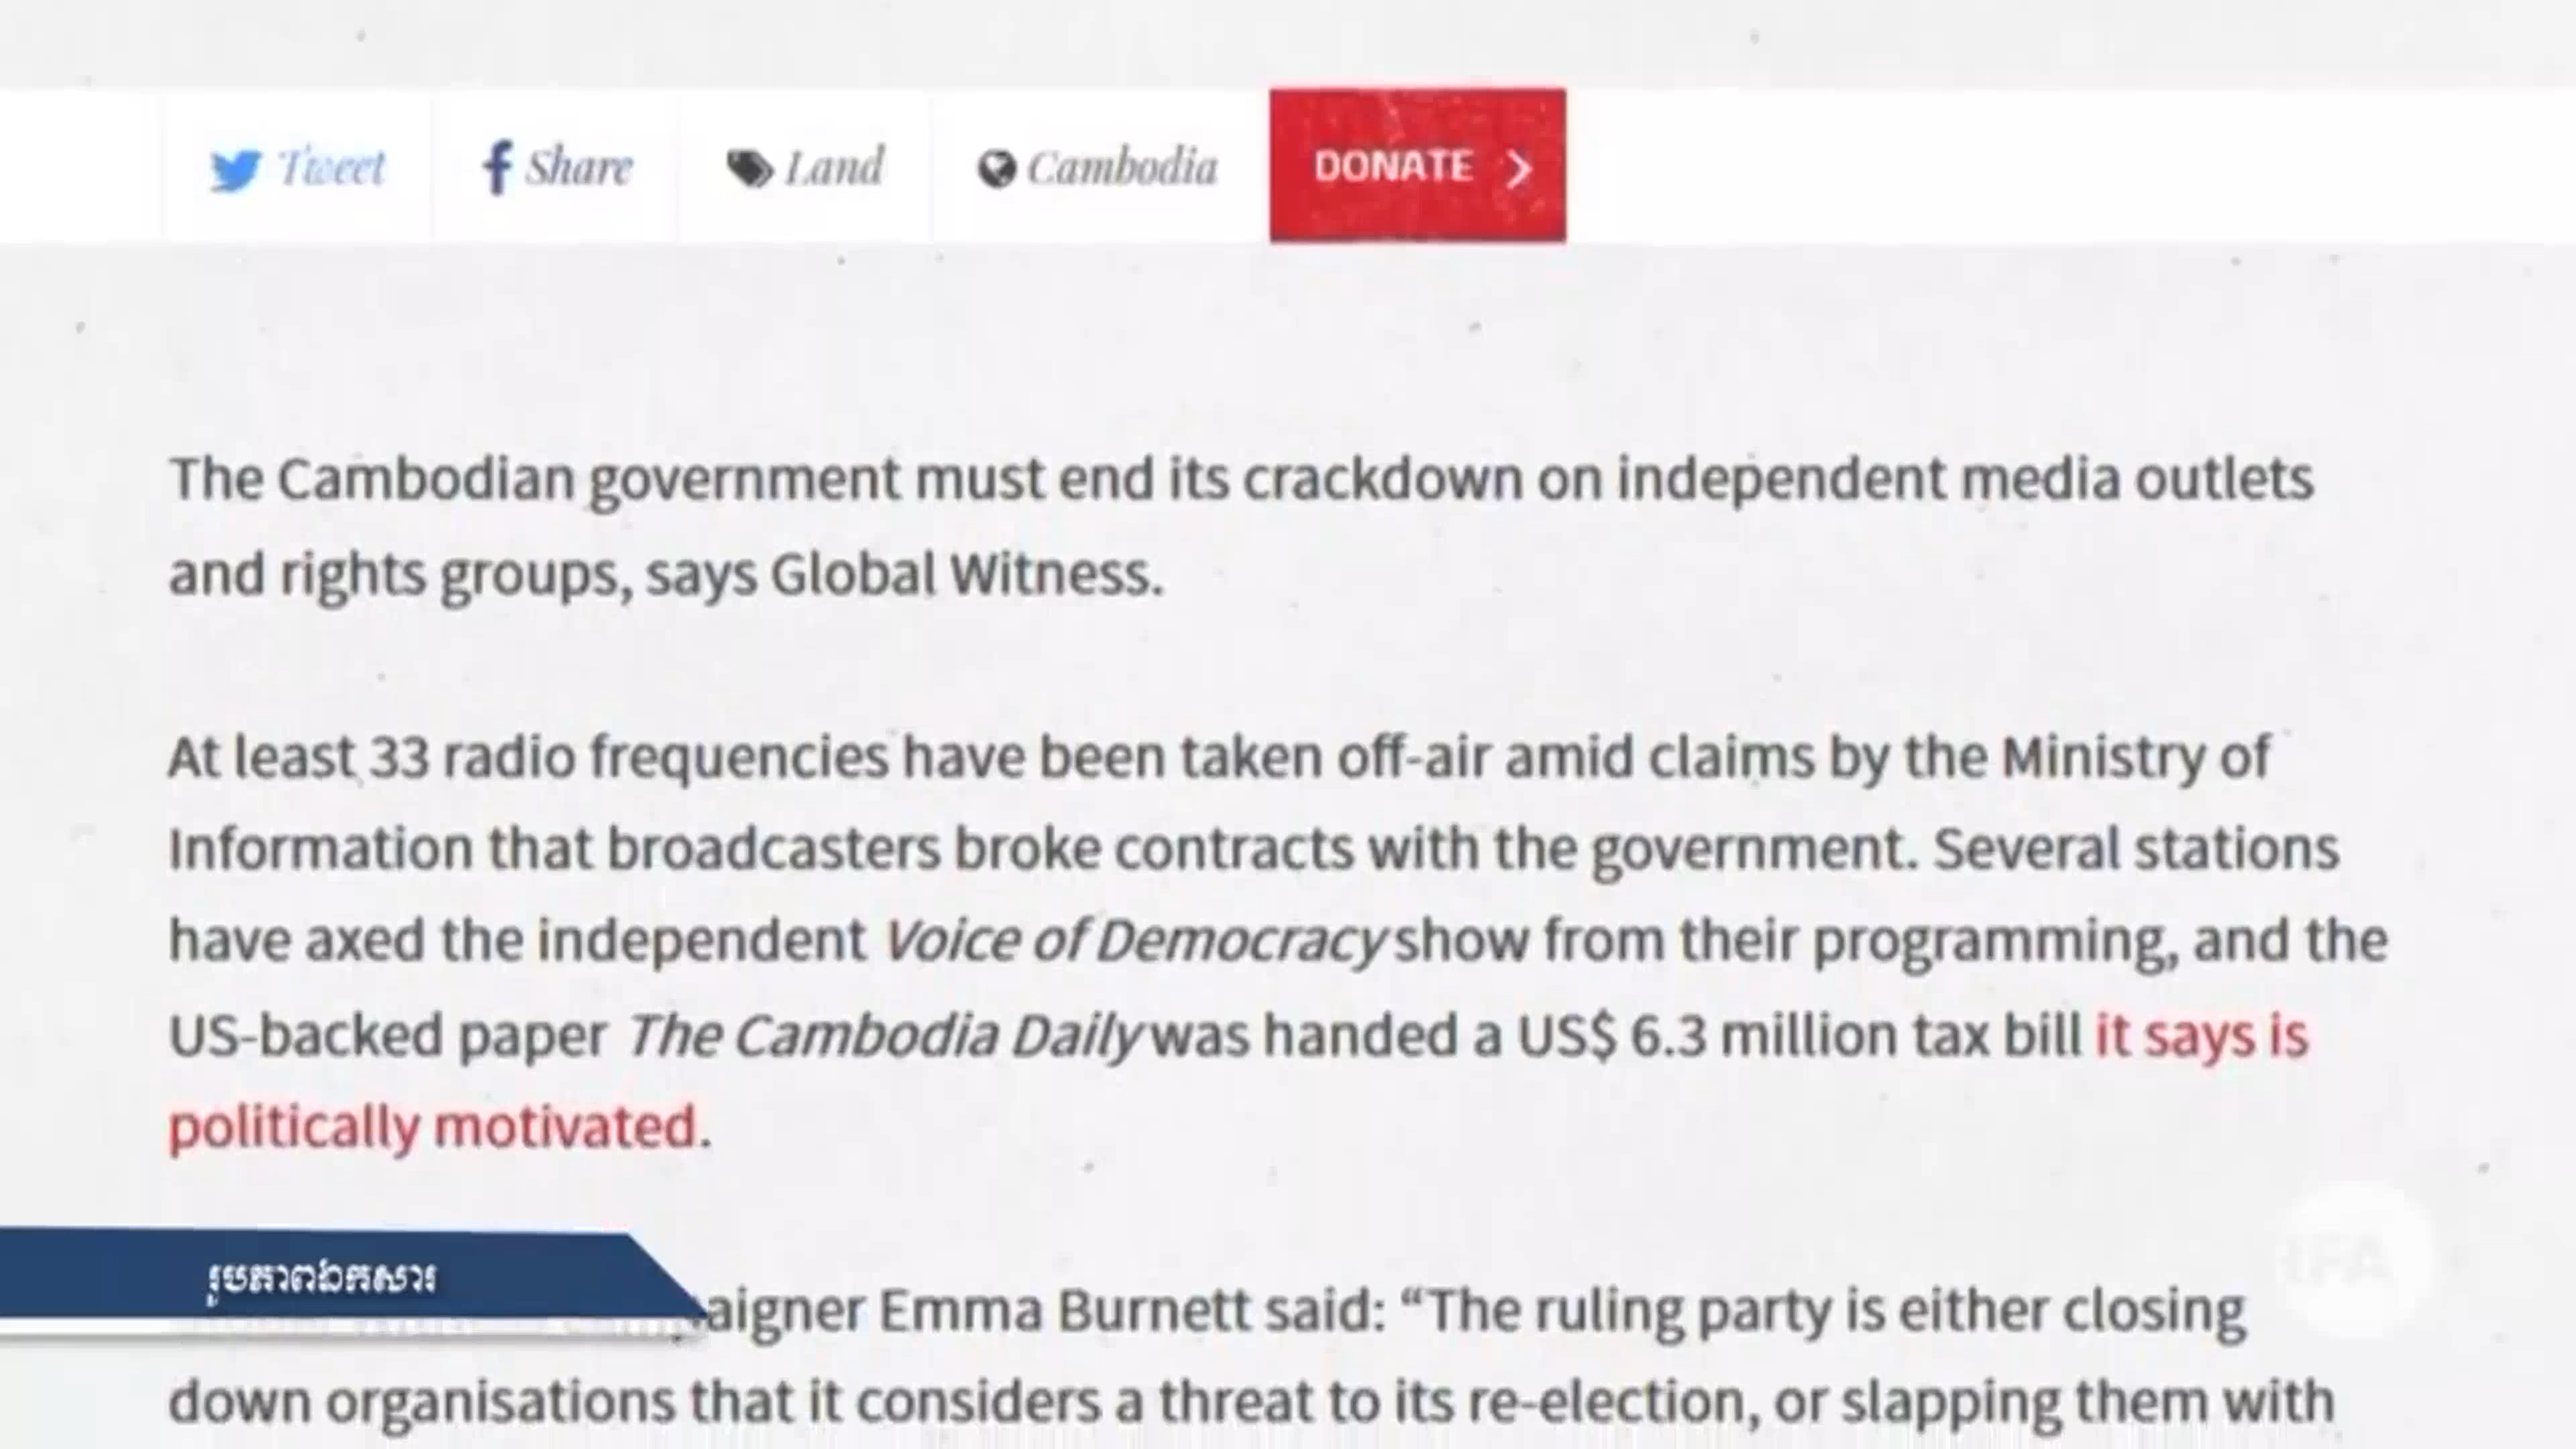 Tweet Share Land Cambodia DONATE
The Cambodian government must end its crackdown on independent media outlets
and rights groups, says Global Witness.
At least 33 radio frequencies have been taken off-air amid claims by the Ministry of
Information that broadcasters broke contracts with the government. Several stations
have axed the independent Voice of Democracy show from their programming, and the
US-backed paper The Cambodia Daily was handed a US$ 6.3 million tax bill it says is
politically motivated.
រូបភាពឯកសារ
aigner Emma Burnett said: “The ruling party is either closing
down organisations that it considers a threat to its re-election, or slapping them with
RFA